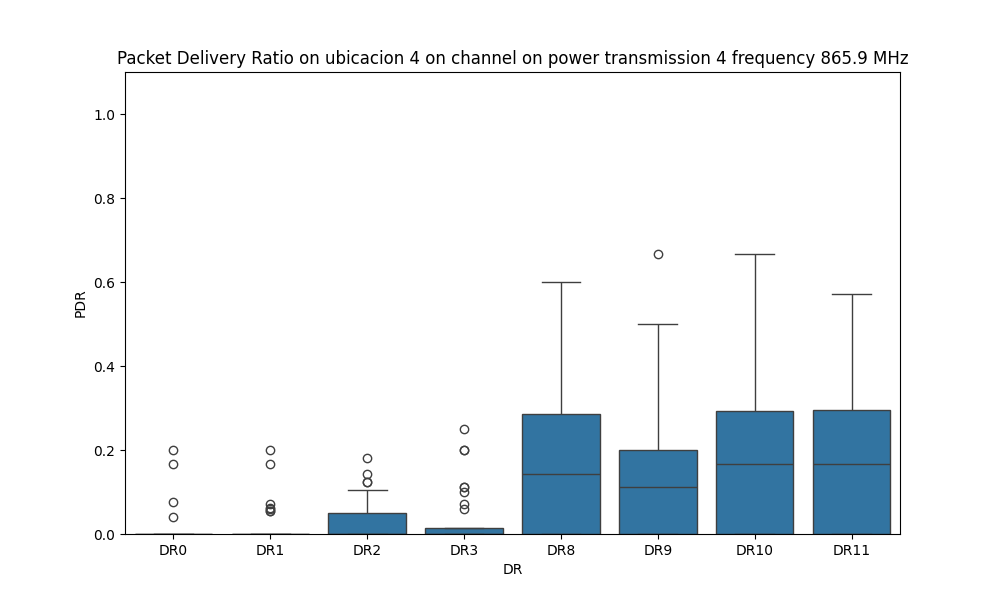 Packet Delivery Ratio on ubicacion 4 on channel on power transmission 4 frequency 865.9 MHz
1.0
0.8
0.6
0.4
0.2
0.0
PDR
DR0 DR1 DR2 DR3 DR8 DR9 DR10 DR11
DR